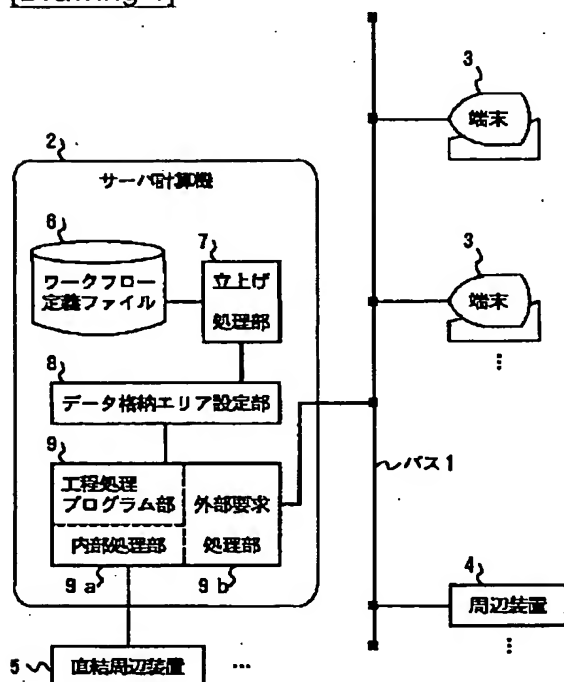 [Drawing 1]
2
サーバ計算機
6
ワークフロー
定義ファイル
7
立上げ
処理部
8
データ格納エリア設定部
9
工程処理
プログラム部
内部処理部
外部要求
処理部
9a
9b
5
直結周辺装置
…
3
端末
3
端末
⋮
バス1
4
周辺装置
⋮